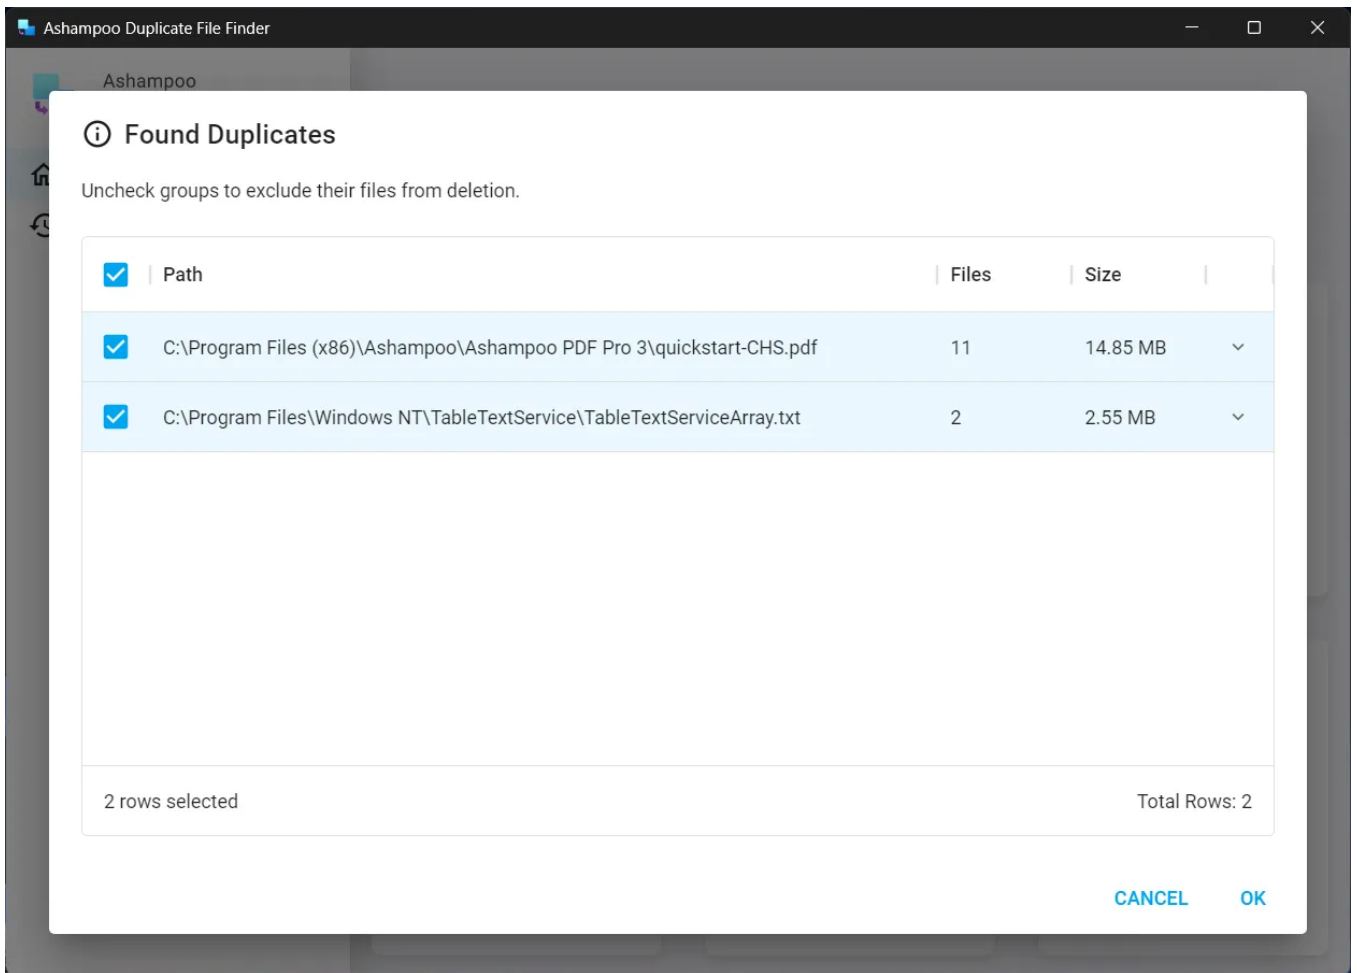 Ashampoo Duplicate File Finder
Ashampoo
Found Duplicates
Uncheck groups to exclude their files from deletion.
Path Files Size
C:\Program Files (x86)\Ashampoo\Ashampoo PDF Pro 3\quickstart-CHS.pdf 11 14.85 MB
C:\Program Files\Windows NT\TableTextService\TableTextServiceArray.txt 2 2.55 MB
2 rows selected Total Rows: 2
CANCEL OK